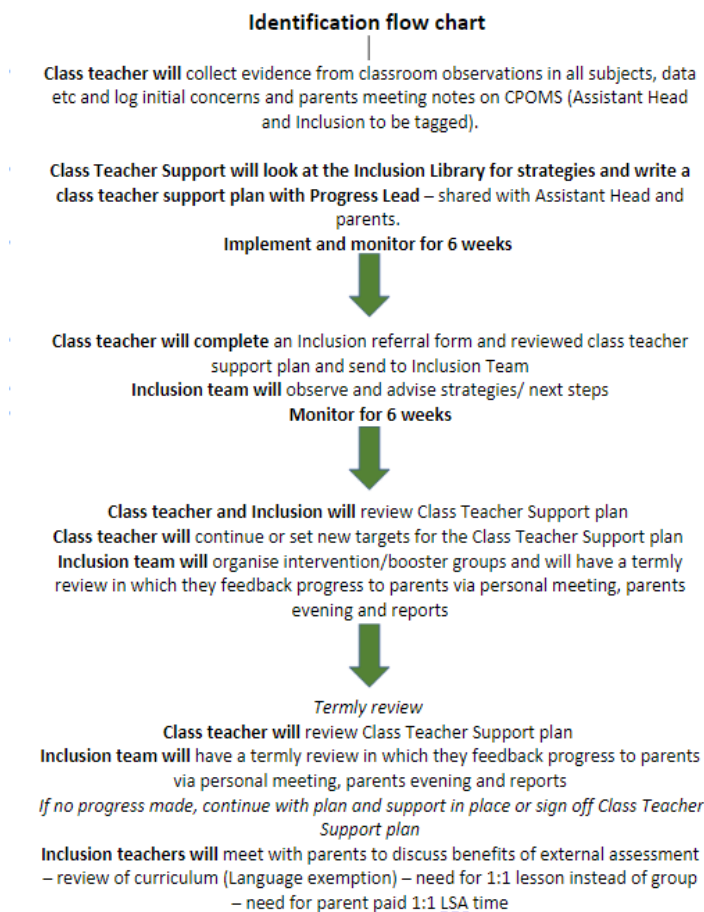 Identification flow chart
Class teacher will collect evidence from classroom observations in all subjects, data
etc and log initial concerns and parents meeting notes on CPOMS (Assistant Head
and Inclusion to be tagged).
Class Teacher Support will look at the Inclusion Library for strategies and write a
class teacher support plan with Progress Lead – shared with Assistant Head and
parents.
Implement and monitor for 6 weeks
Class teacher will complete an Inclusion referral form and reviewed class teacher
support plan and send to Inclusion Team
Inclusion team will observe and advise strategies/ next steps
Monitor for 6 weeks
Class teacher and Inclusion will review Class Teacher Support plan
Class teacher will continue or set new targets for the Class Teacher Support plan
Inclusion team will organise intervention/booster groups and will have a termly
review in which they feedback progress to parents via personal meeting, parents
evening and reports
Termly review
Class teacher will review Class Teacher Support plan
Inclusion team will have a termly review in which they feedback progress to parents
via personal meeting, parents evening and reports
If no progress made, continue with plan and support in place or sign off Class Teacher
Support plan
Inclusion teachers will meet with parents to discuss benefits of external assessment
– review of curriculum (Language exemption) – need for 1:1 lesson instead of group
– need for parent paid 1:1 LSA time